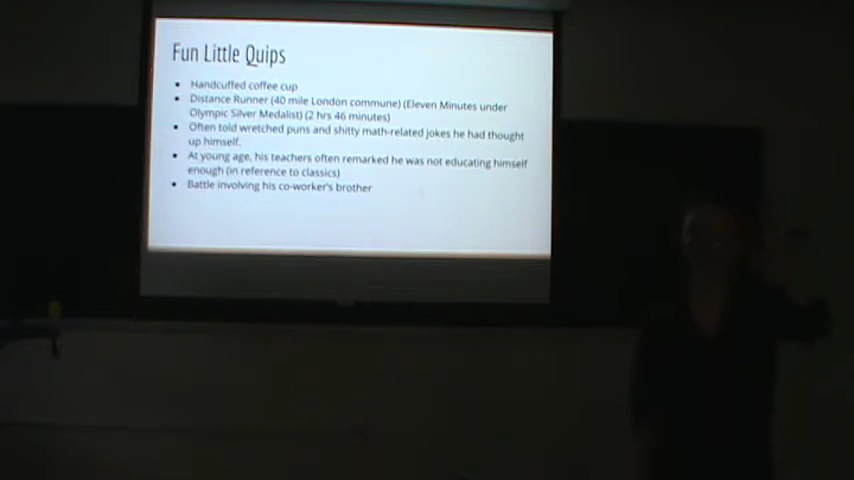 Fun Little Quips
• Handcuffed coffee cup
• Distance Runner (40 mile London commune) (Eleven Minutes under
Olympic Silver Medalist) (2 hrs 46 minutes)
• Often told wretched puns and shitty math-related jokes he had thought
up himself.
• At young age, his teachers often remarked he was not educating himself
enough (in reference to classics)
• Battle involving his co-worker's brother